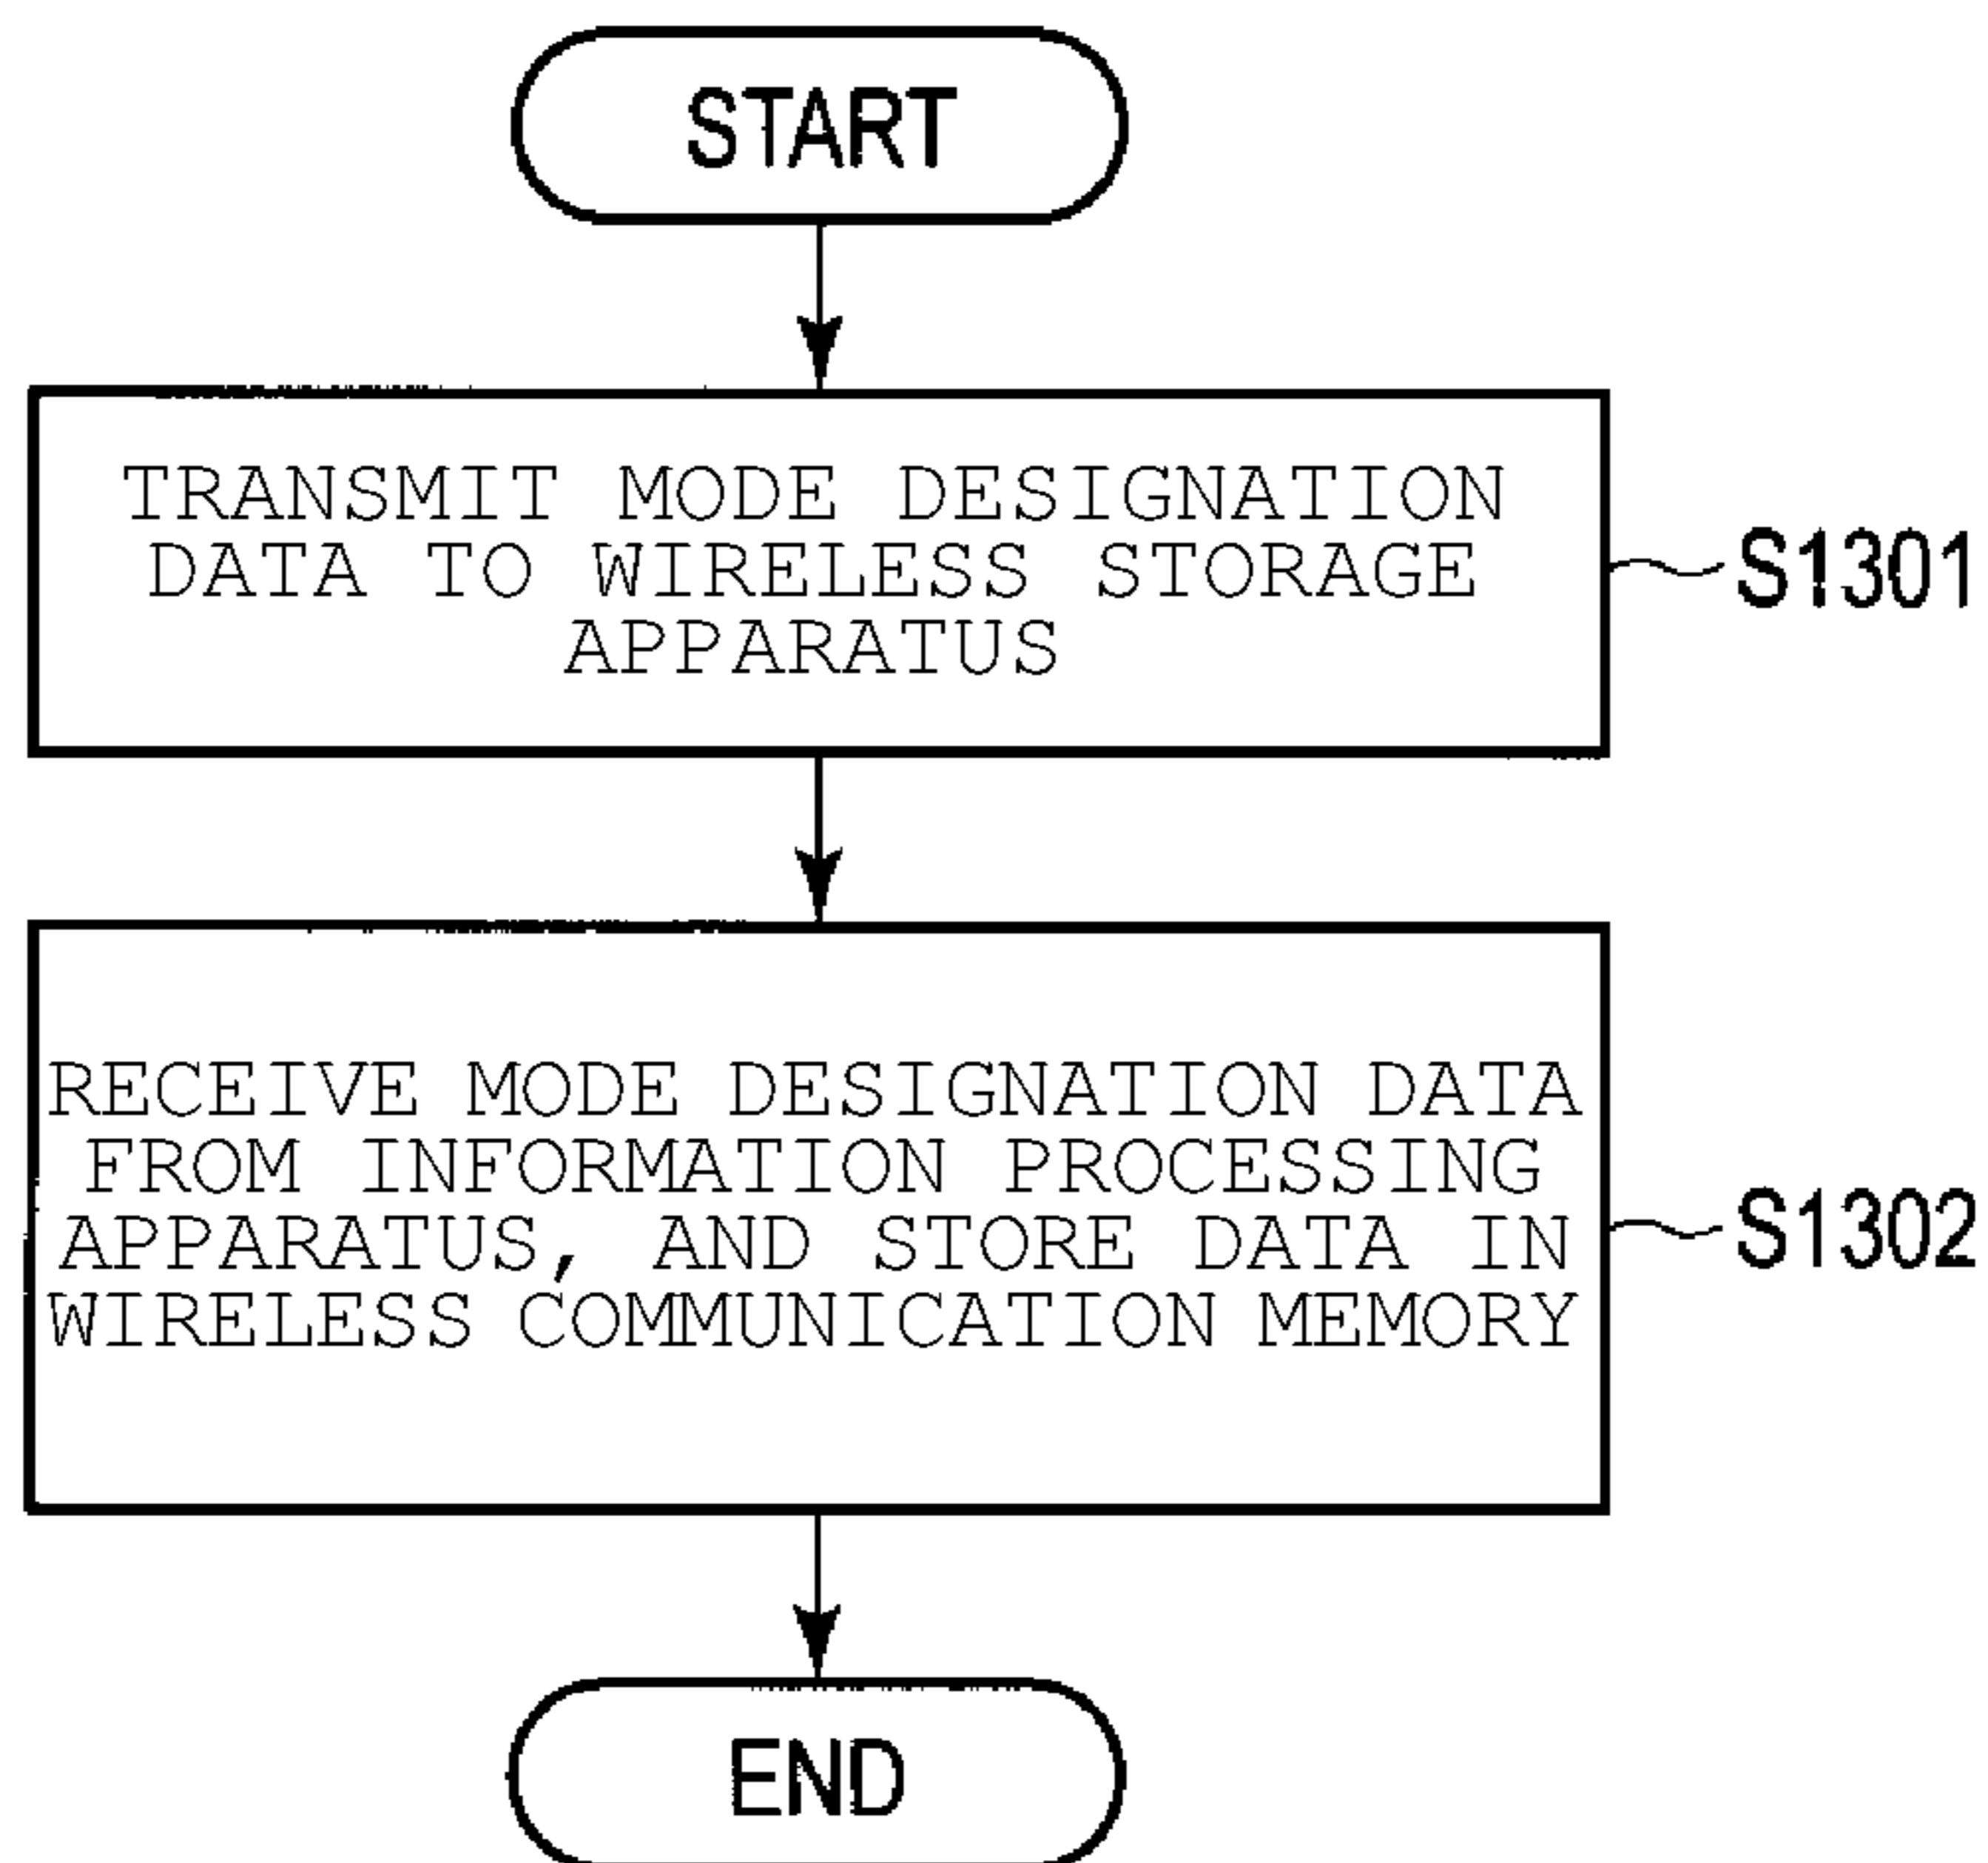 START
TRANSMIT MODE DESIGNATION
DATA TO WIRELESS STORAGE
APPARATUS
S1301
RECEIVE MODE DESIGNATION DATA
FROM INFORMATION PROCESSING
APPARATUS, AND STORE DATA IN
WIRELESS COMMUNICATION MEMORY
S1302
END